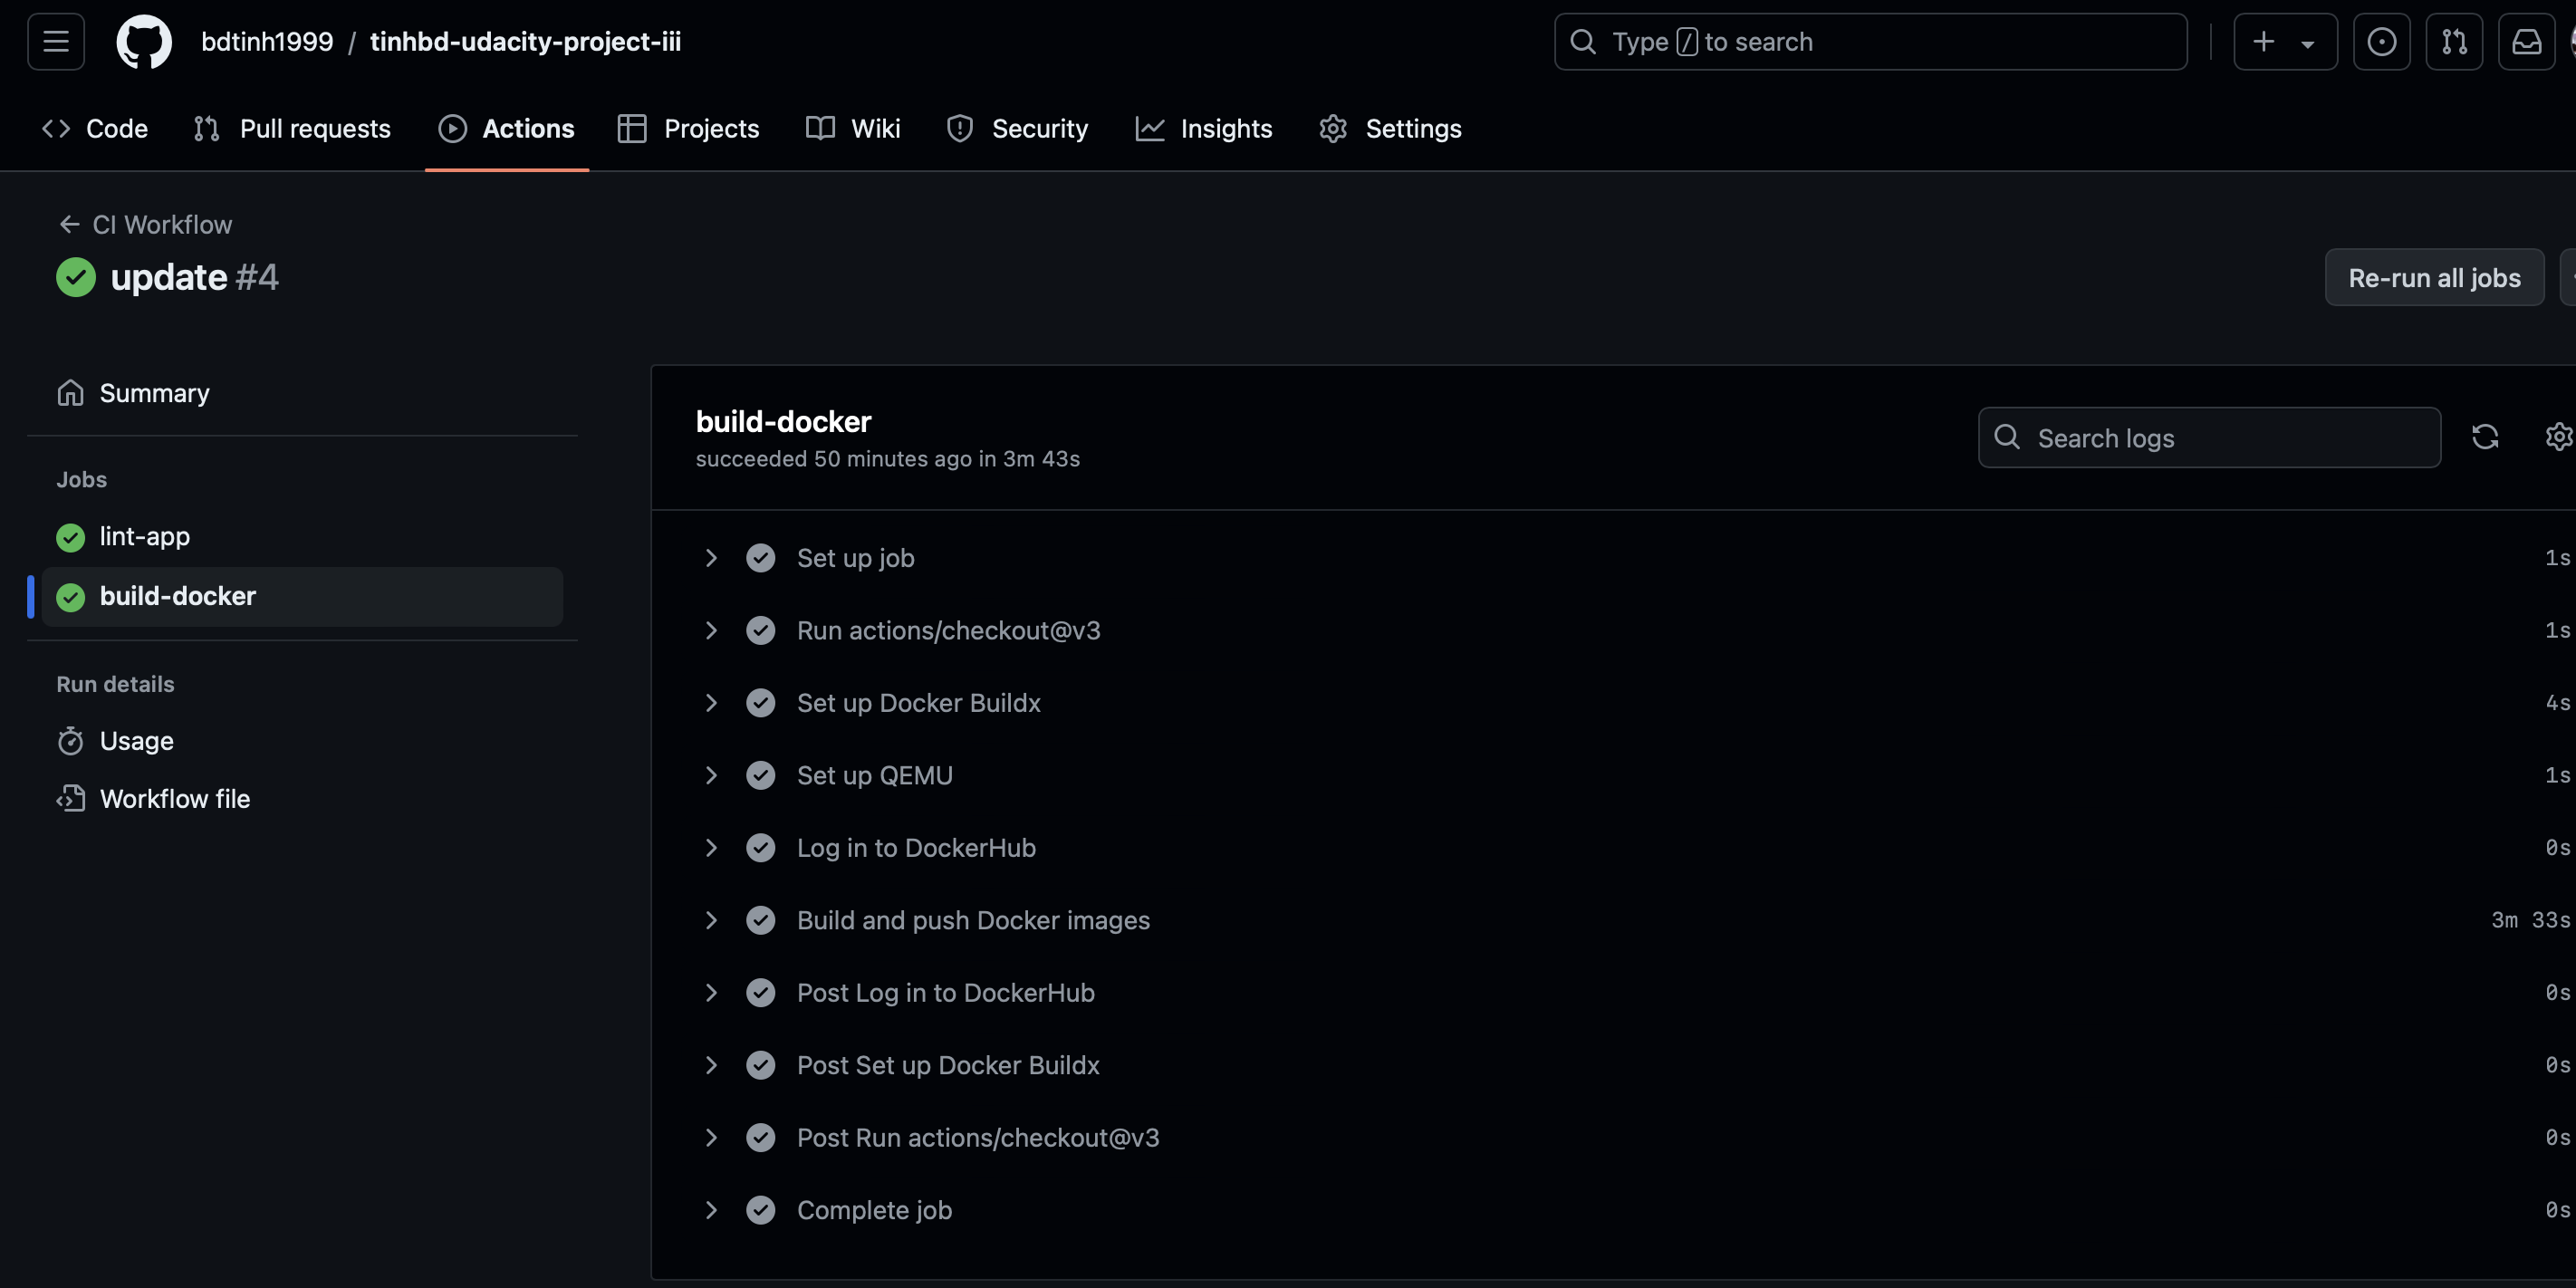 bdtinh1999 / tinhbd-udacity-project-iii
Type / to search
Code Pull requests Actions Projects Wiki Security Insights Settings
CI Workflow
update #4
Re-run all jobs
Summary
Jobs
lint-app
build-docker
Run details
Usage
Workflow file
build-docker
succeeded 50 minutes ago in 3m 43s
Search logs
Set up job 1s
Run actions/checkout@v3 1s
Set up Docker Buildx 4s
Set up QEMU 1s
Log in to DockerHub 0s
Build and push Docker images 3m 33s
Post Log in to DockerHub 0s
Post Set up Docker Buildx 0s
Post Run actions/checkout@v3 0s
Complete job 0s